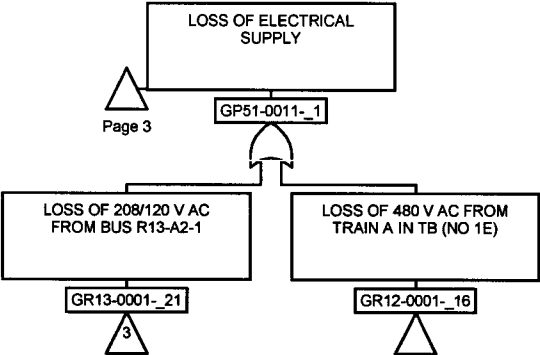 LOSS OF ELECTRICAL
SUPPLY
Page 3
GP51-0011-_1
LOSS OF 208/120 V AC
FROM BUS R13-A2-1
LOSS OF 480 V AC FROM
TRAIN A IN TB (NO 1E)
GR13-0001-_21
GR12-0001-_16
3